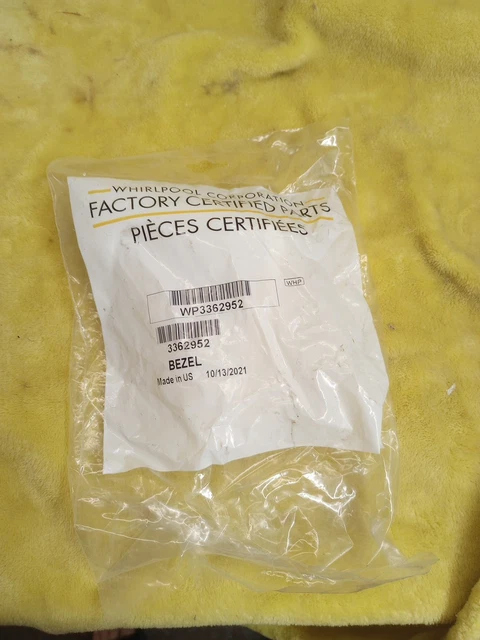 WHIRLPOOL CORPORATION
FACTORY CERTIFIED PARTS
PIÈCES CERTIFIÉES
WHP
WP3362952
3362952
BEZEL
Made in US 10/13/2021